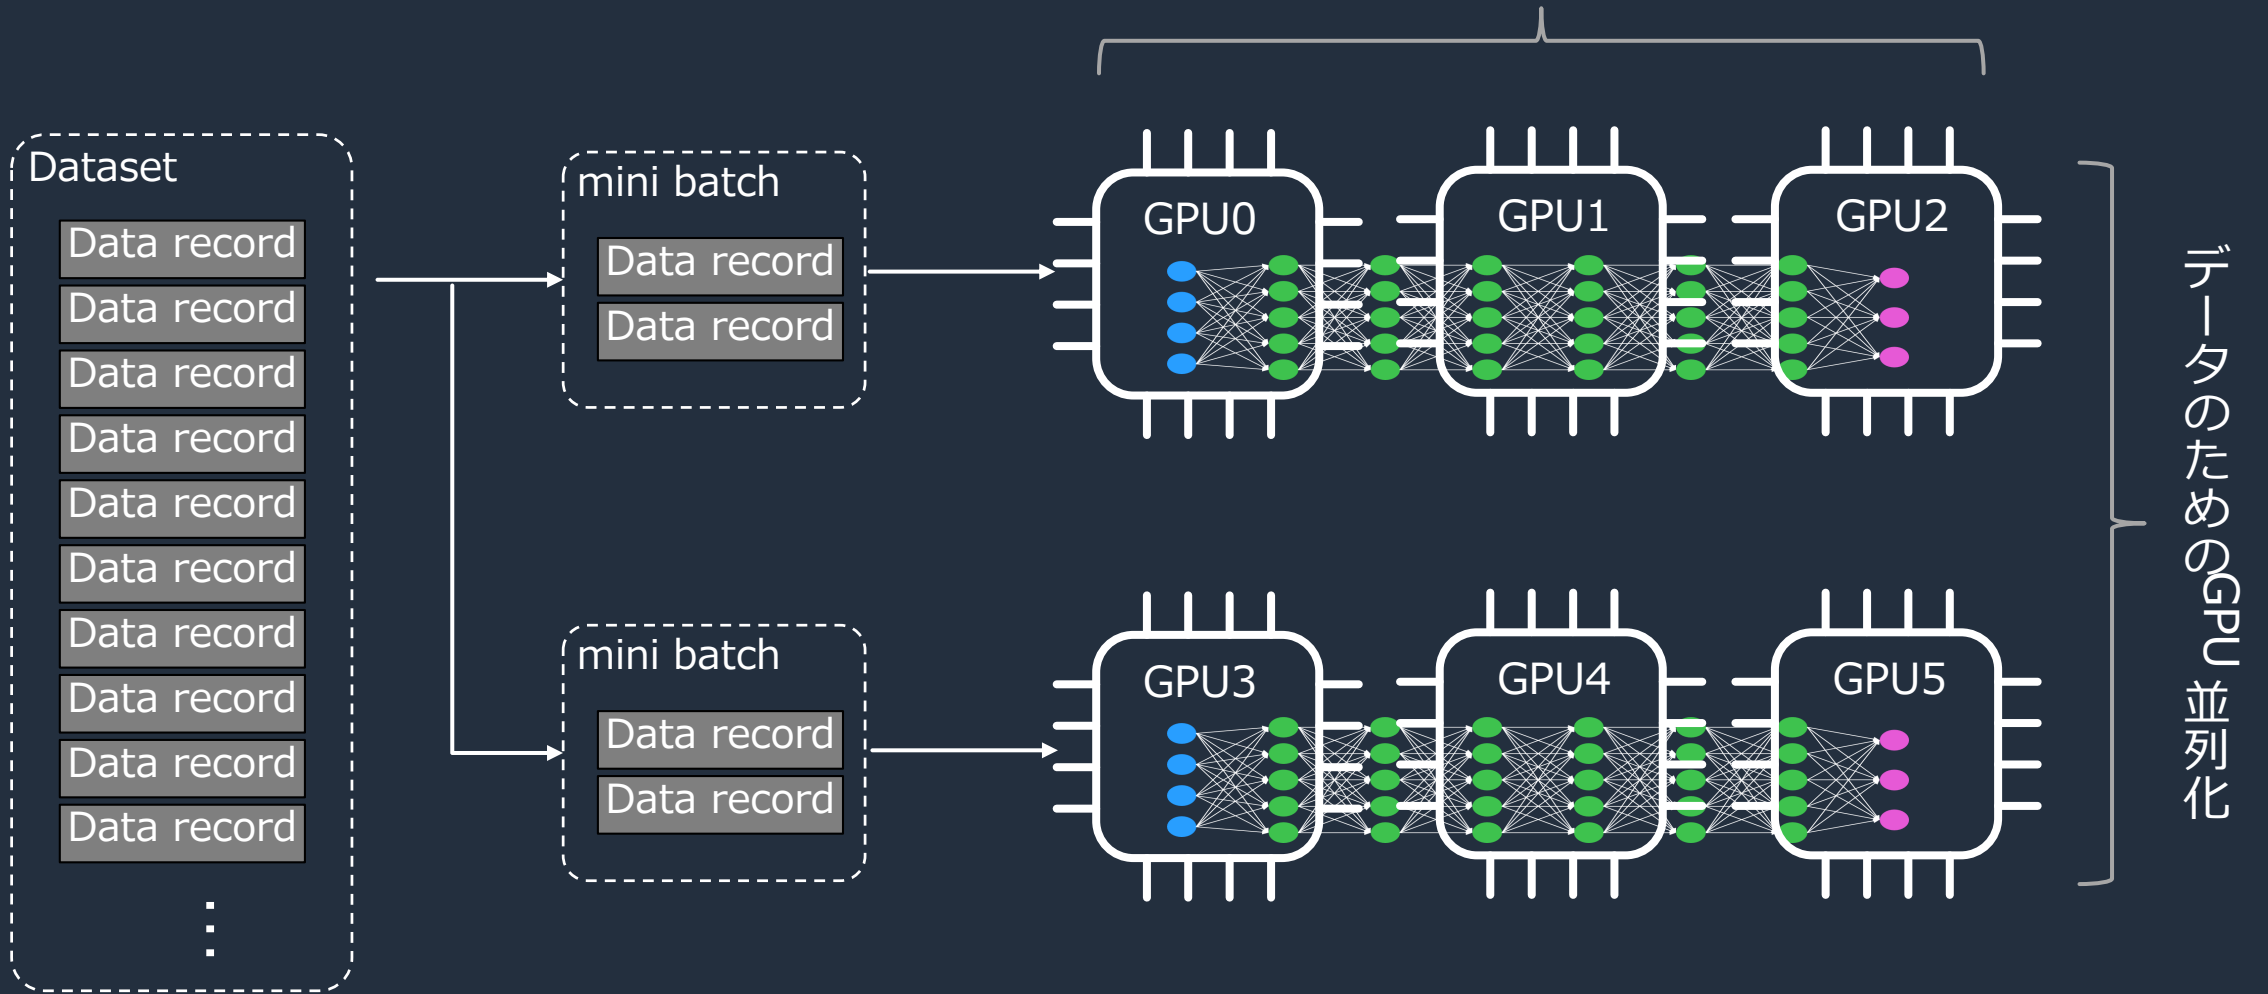 Dataset
Data record
Data record
Data record
Data record
Data record
Data record
Data record
Data record
Data record
Data record
mini batch
Data record
Data record
mini batch
Data record
Data record
GPU0
GPU1
GPU2
GPU3
GPU4
GPU5
データのためのGPU並列化